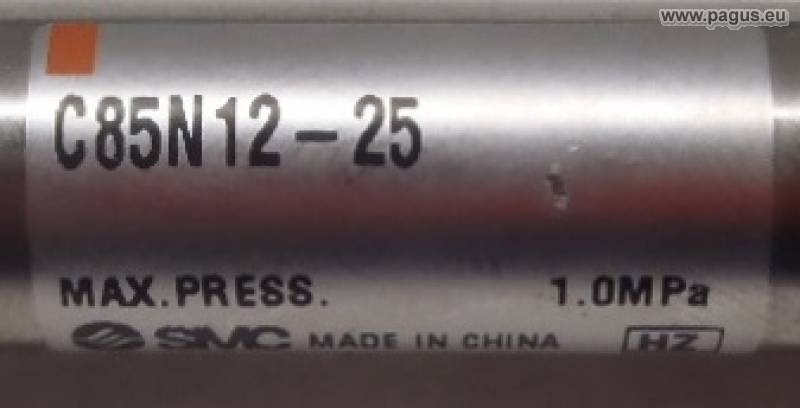 www.pagus.eu
C85N12-25
MAX.PRESS. 1.0MPa
SMC MADE IN CHINA HZ